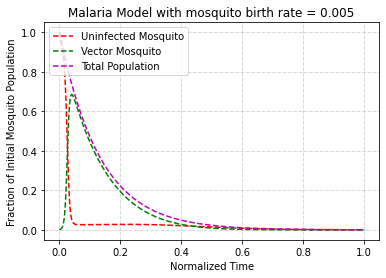 Malaria Model with mosquito birth rate = 0.005
Uninfected Mosquito
Vector Mosquito
Total Population
Fraction of Initial Mosquito Population
1.0
0.8
0.6
0.4
0.2
0.0
0.0 0.2 0.4 0.6 0.8 1.0
Normalized Time